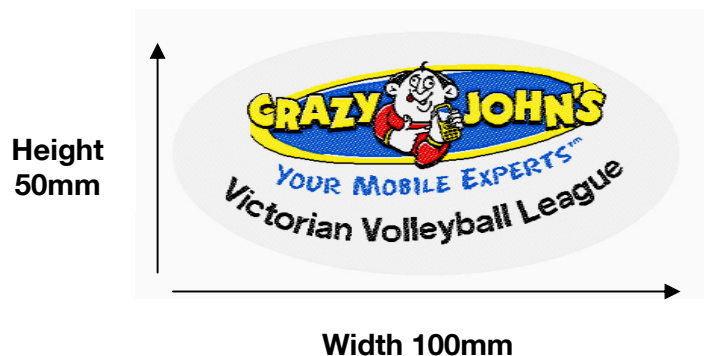 Height
50mm
CRAZY JOHN'S
YOUR MOBILE EXPERTS™
Victorian Volleyball League
Width 100mm